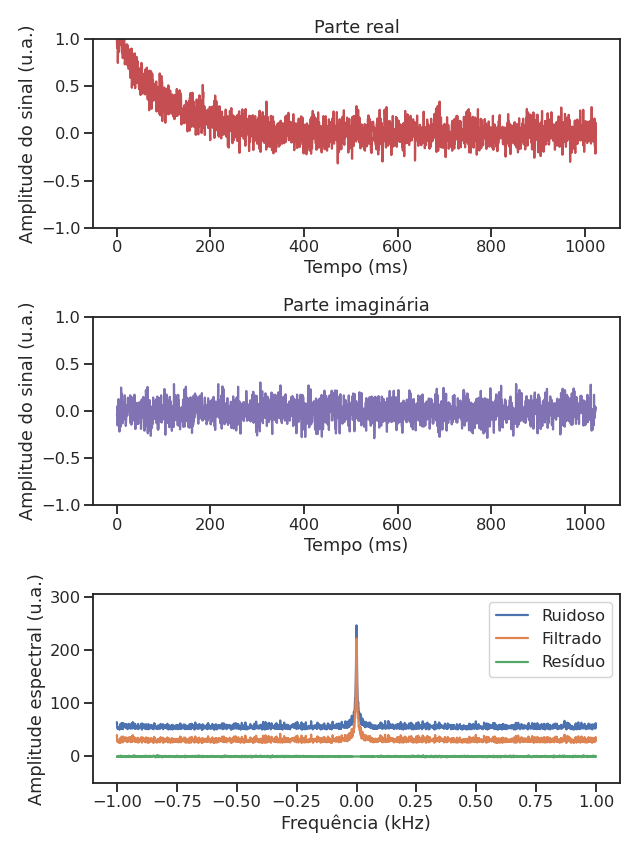 Parte real
Amplitude do sinal (u.a.)
1.0
0.5
0.0
−0.5
−1.0
0 200 400 600 800 1000
Tempo (ms)
Parte imaginária
Amplitude do sinal (u.a.)
1.0
0.5
0.0
−0.5
−1.0
0 200 400 600 800 1000
Tempo (ms)
Amplitude espectral (u.a.)
300
200
100
0
Ruidoso
Filtrado
Resíduo
−1.00 −0.75 −0.50 −0.25 0.00 0.25 0.50 0.75 1.00
Frequência (kHz)